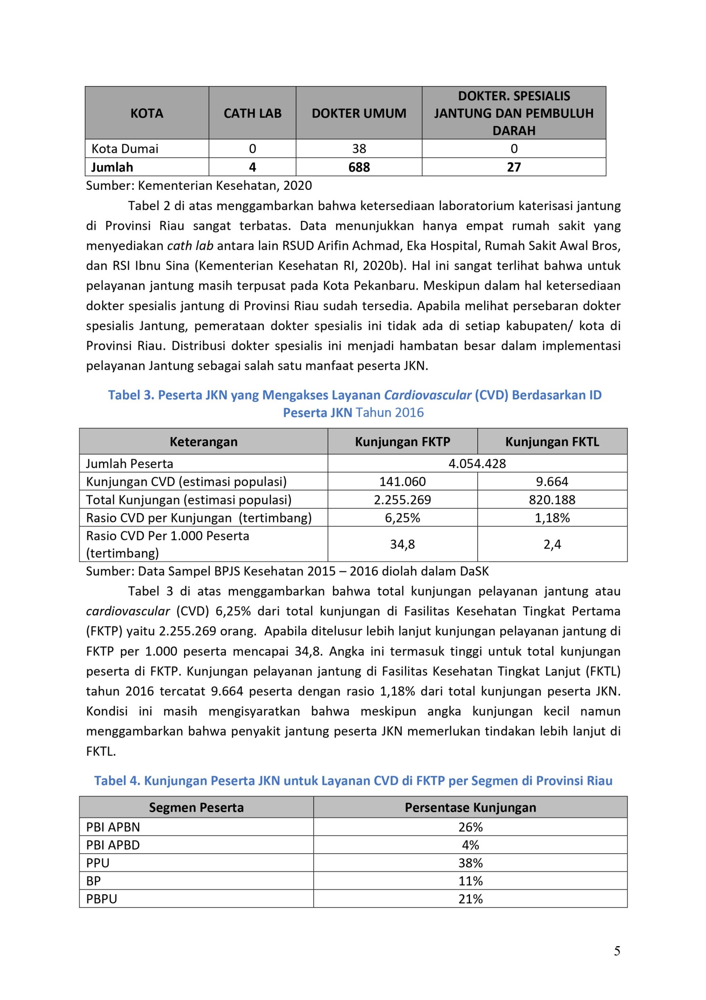 KOTA CATH LAB DOKTER UMUM DOKTER. SPESIALIS
JANTUNG DAN PEMBULUH
DARAH
Kota Dumai 0 38 0
Jumlah 4 688 27
Sumber: Kementerian Kesehatan, 2020
Tabel 2 di atas menggambarkan bahwa ketersediaan laboratorium katerisasi jantung
di Provinsi Riau sangat terbatas. Data menunjukkan hanya empat rumah sakit yang
menyediakan cath lab antara lain RSUD Arifin Achmad, Eka Hospital, Rumah Sakit Awal Bros,
dan RSI Ibnu Sina (Kementerian Kesehatan RI, 2020b). Hal ini sangat terlihat bahwa untuk
pelayanan jantung masih terpusat pada Kota Pekanbaru. Meskipun dalam hal ketersediaan
dokter spesialis jantung di Provinsi Riau sudah tersedia. Apabila melihat persebaran dokter
spesialis Jantung, pemerataan dokter spesialis ini tidak ada di setiap kabupaten/ kota di
Provinsi Riau. Distribusi dokter spesialis ini menjadi hambatan besar dalam implementasi
pelayanan Jantung sebagai salah satu manfaat peserta JKN.
Tabel 3. Peserta JKN yang Mengakses Layanan Cardiovascular (CVD) Berdasarkan ID
Peserta JKN Tahun 2016
Keterangan Kunjungan FKTP Kunjungan FKTL
Jumlah Peserta 4.054.428
Kunjungan CVD (estimasi populasi) 141.060 9.664
Total Kunjungan (estimasi populasi) 2.255.269 820.188
Rasio CVD per Kunjungan (tertimbang) 6,25% 1,18%
Rasio CVD Per 1.000 Peserta
(tertimbang) 34,8 2,4
Sumber: Data Sampel BPJS Kesehatan 2015 – 2016 diolah dalam DaSK
Tabel 3 di atas menggambarkan bahwa total kunjungan pelayanan jantung atau
cardiovascular (CVD) 6,25% dari total kunjungan di Fasilitas Kesehatan Tingkat Pertama
(FKTP) yaitu 2.255.269 orang. Apabila ditelusur lebih lanjut kunjungan pelayanan jantung di
FKTP per 1.000 peserta mencapai 34,8. Angka ini termasuk tinggi untuk total kunjungan
peserta di FKTP. Kunjungan pelayanan jantung di Fasilitas Kesehatan Tingkat Lanjut (FKTL)
tahun 2016 tercatat 9.664 peserta dengan rasio 1,18% dari total kunjungan peserta JKN.
Kondisi ini masih mengisyaratkan bahwa meskipun angka kunjungan kecil namun
menggambarkan bahwa penyakit jantung peserta JKN memerlukan tindakan lebih lanjut di
FKTL.
Tabel 4. Kunjungan Peserta JKN untuk Layanan CVD di FKTP per Segmen di Provinsi Riau
Segmen Peserta Persentase Kunjungan
PBI APBN 26%
PBI APBD 4%
PPU 38%
BP 11%
PBPU 21%
5